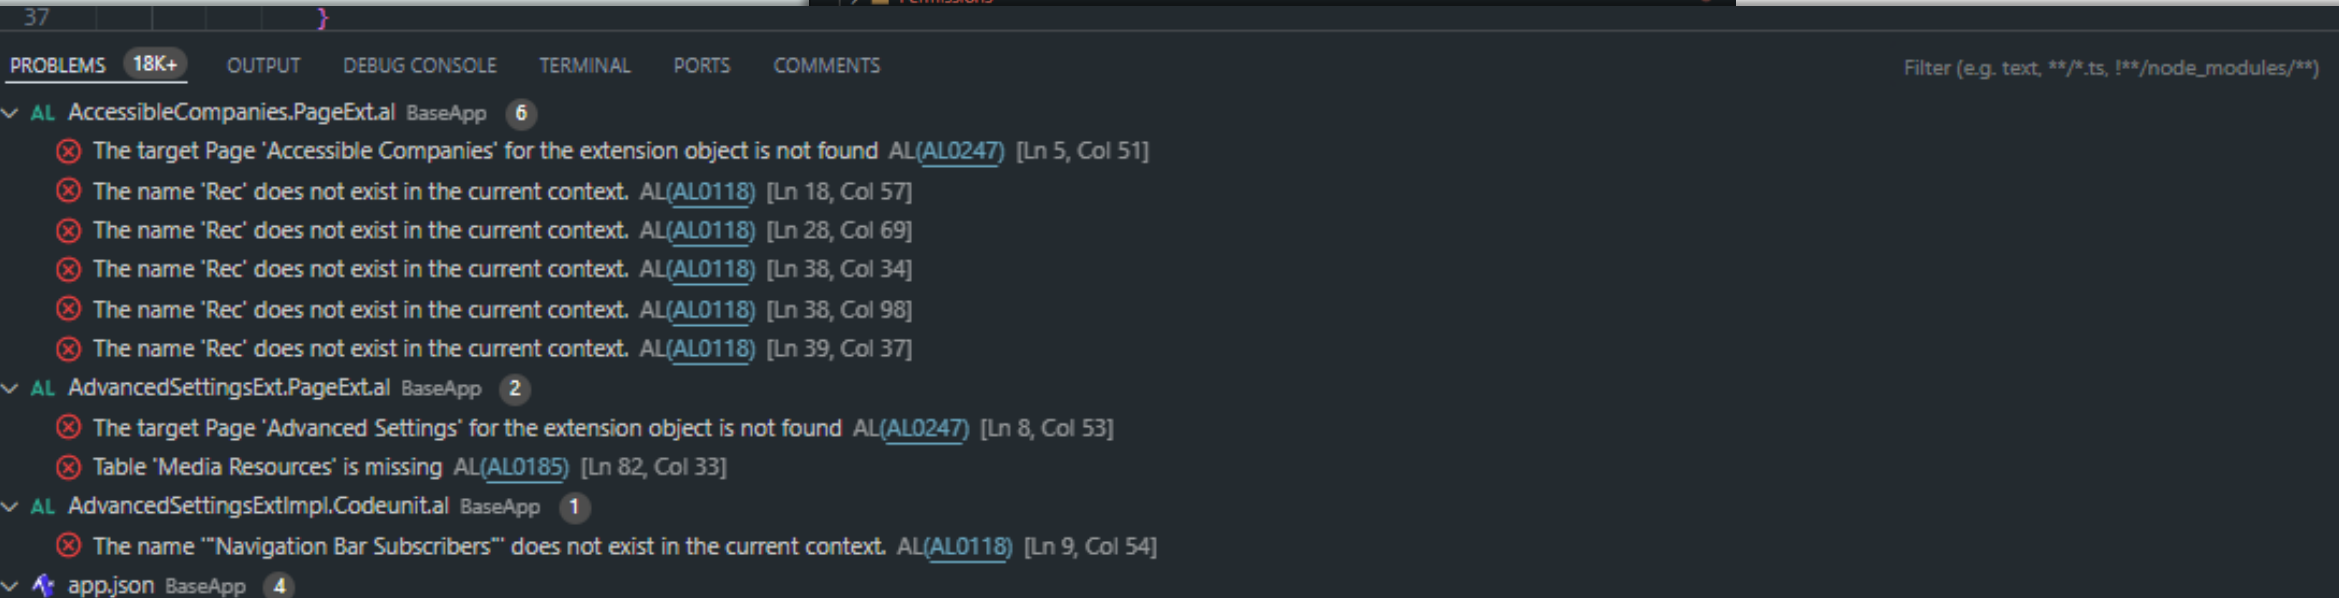 Permissions
37 }
PROBLEMS 18K+ OUTPUT DEBUG CONSOLE TERMINAL PORTS COMMENTS Filter (e.g. text, **/*.ts, !**/node_modules/**)
AL AccessibleCompanies.PageExt.al BaseApp 6
The target Page 'Accessible Companies' for the extension object is not found AL(AL0247) [Ln 5, Col 51]
The name 'Rec' does not exist in the current context. AL(AL0118) [Ln 18, Col 57]
The name 'Rec' does not exist in the current context. AL(AL0118) [Ln 28, Col 69]
The name 'Rec' does not exist in the current context. AL(AL0118) [Ln 38, Col 34]
The name 'Rec' does not exist in the current context. AL(AL0118) [Ln 38, Col 98]
The name 'Rec' does not exist in the current context. AL(AL0118) [Ln 39, Col 37]
AL AdvancedSettingsExt.PageExt.al BaseApp 2
The target Page 'Advanced Settings' for the extension object is not found AL(AL0247) [Ln 8, Col 53]
Table 'Media Resources' is missing AL(AL0185) [Ln 82, Col 33]
AL AdvancedSettingsExtImpl.Codeunit.al BaseApp 1
The name '"Navigation Bar Subscribers"' does not exist in the current context. AL(AL0118) [Ln 9, Col 54]
app.json BaseApp 4